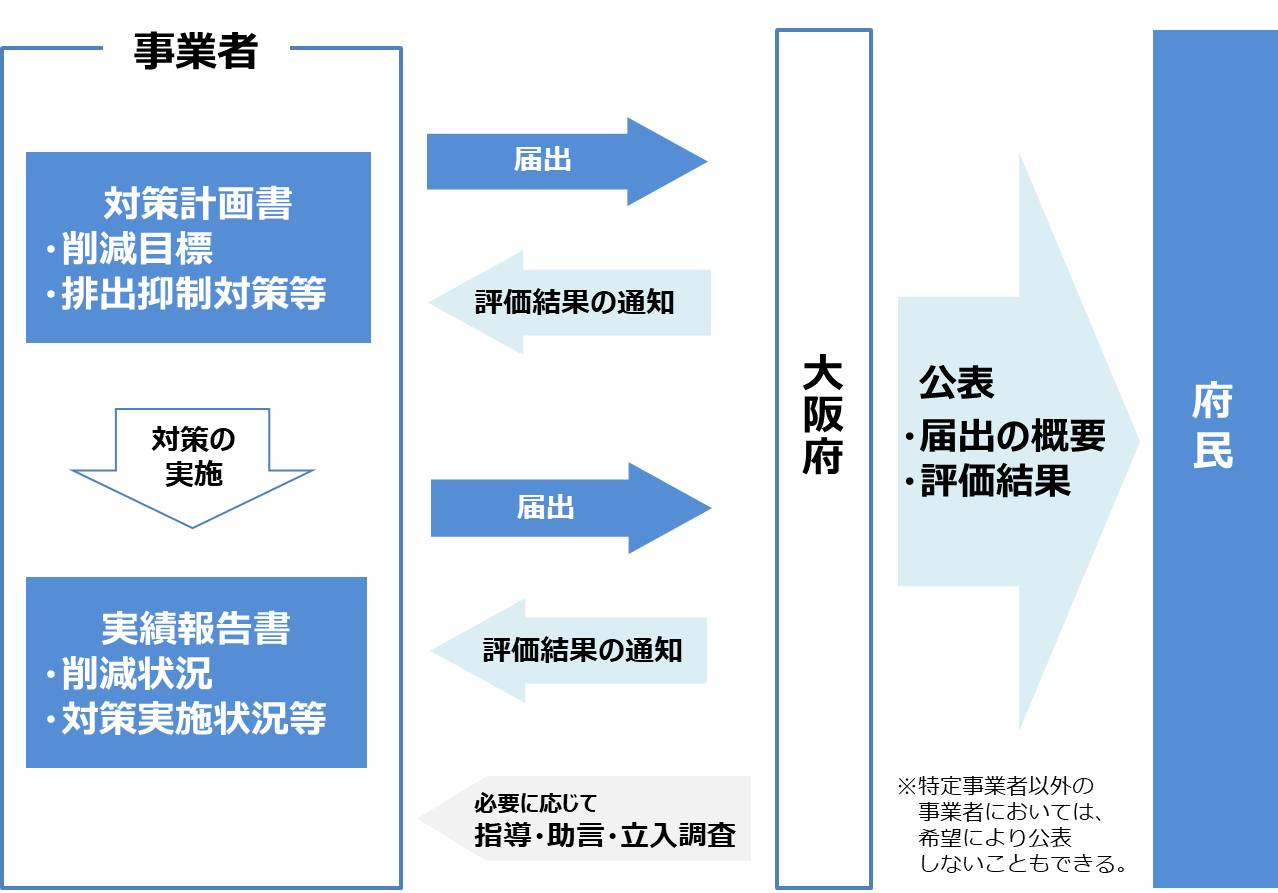 事業者
対策計画書
・削減目標
・排出抑制対策等
対策の
実施
実績報告書
・削減状況
・対策実施状況等
届出
評価結果の通知
届出
評価結果の通知
必要に応じて
指導・助言・立入調査
大阪府
公表
・届出の概要
・評価結果
※特定事業者以外の
事業者においては、
希望により公表
しないこともできる。
府民